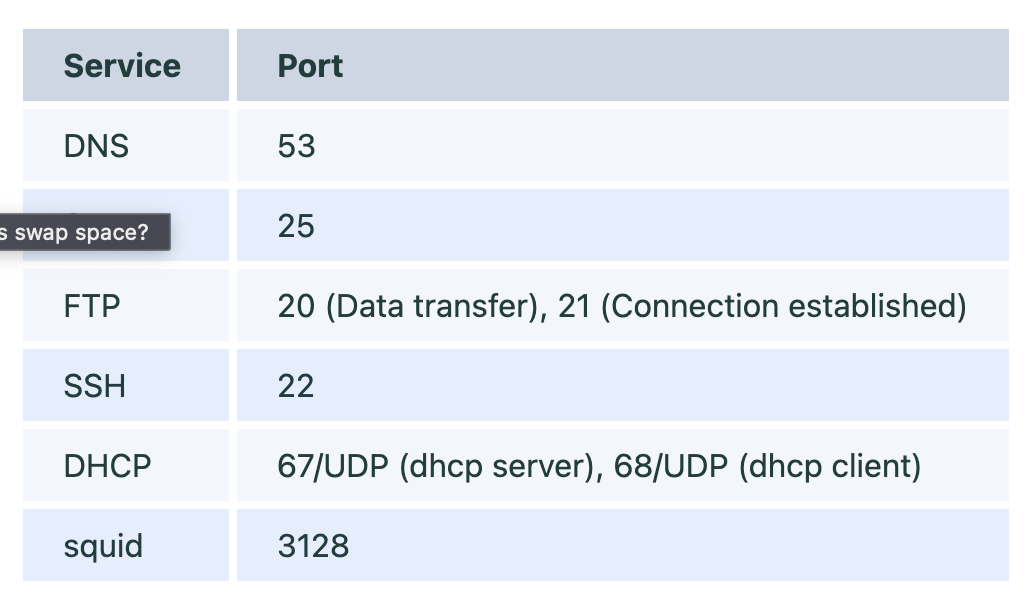 Service Port
DNS 53
25
s swap space?
FTP 20 (Data transfer), 21 (Connection established)
SSH 22
DHCP 67/UDP (dhcp server), 68/UDP (dhcp client)
squid 3128